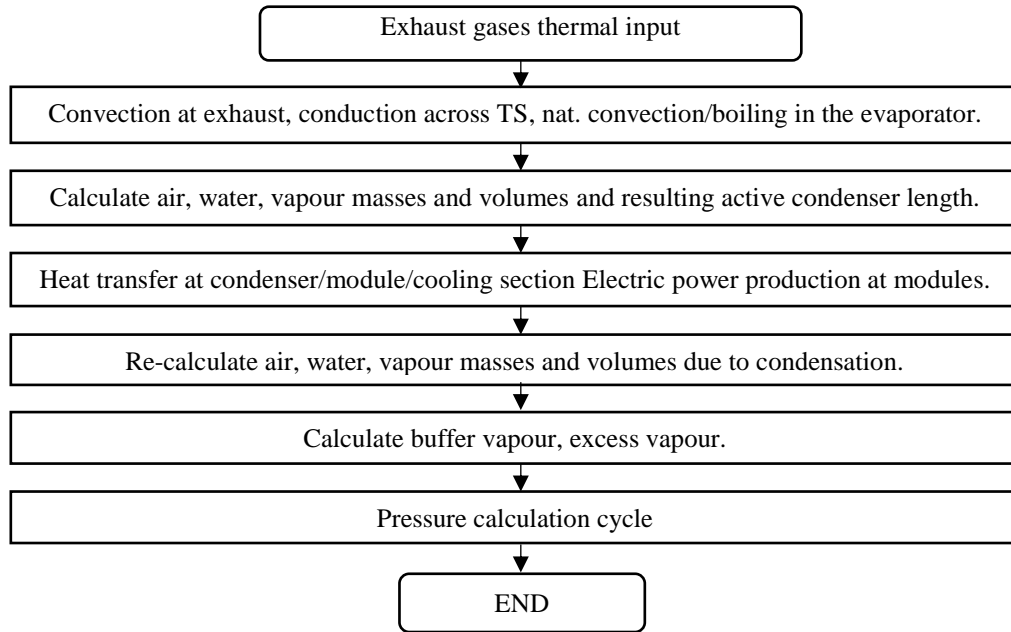 Exhaust gases thermal input
Convection at exhaust, conduction across TS, nat. convection/boiling in the evaporator.
Calculate air, water, vapour masses and volumes and resulting active condenser length.
Heat transfer at condenser/module/cooling section Electric power production at modules.
Re-calculate air, water, vapour masses and volumes due to condensation.
Calculate buffer vapour, excess vapour.
Pressure calculation cycle
END